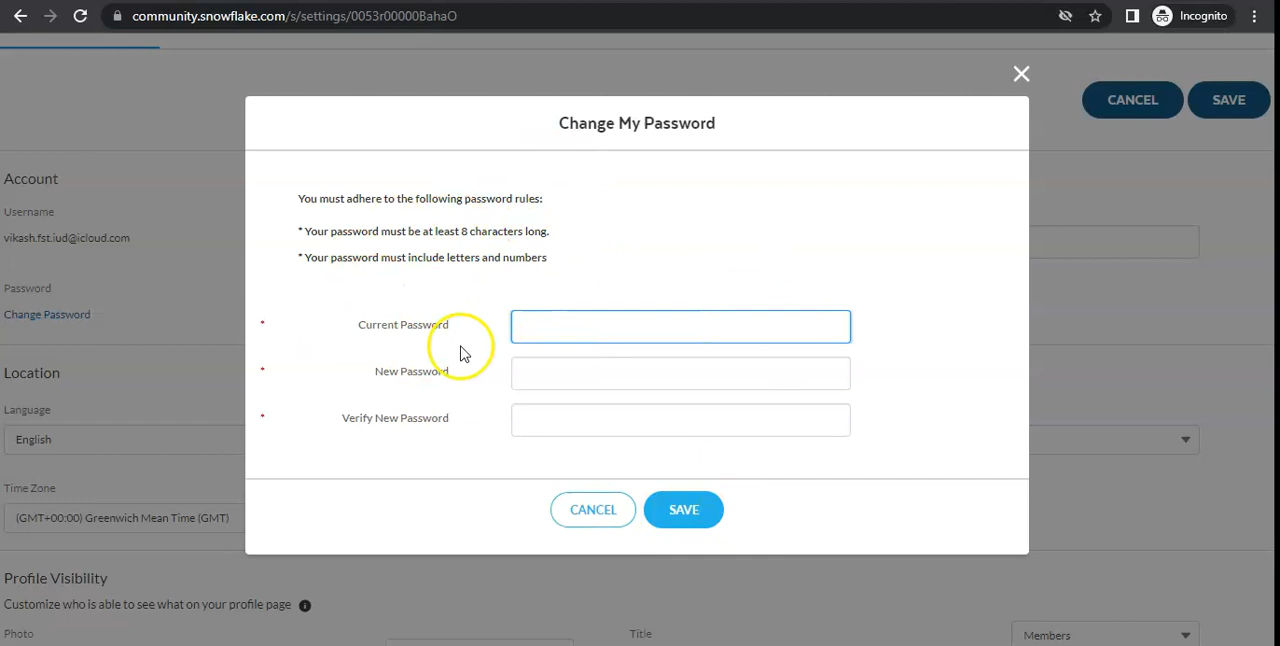 community.snowflake.com/s/settings/0053r00000BahaO
Incognito
CANCEL
SAVE
Change My Password
Account
You must adhere to the following password rules:
Username
* Your password must be at least 8 characters long.
vikash.fst.iud@icloud.com
* Your password must include letters and numbers
Password
Change Password
* Current Password
* New Password
* Verify New Password
Location
Language
English
Time Zone
(GMT+00:00) Greenwich Mean Time (GMT)
CANCEL
SAVE
Profile Visibility
Customize who is able to see what on your profile page
Photo
Title
Members